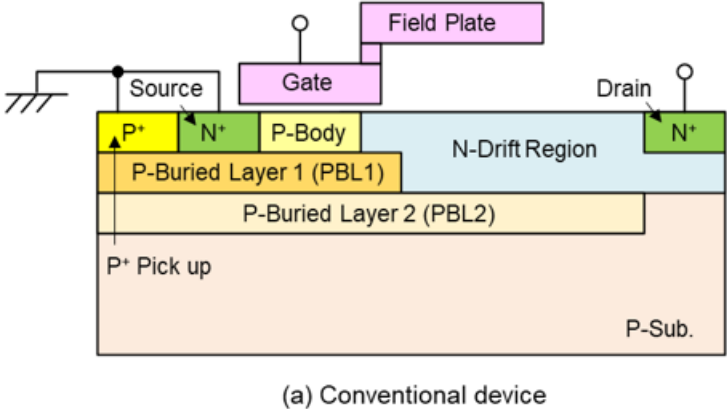 Field Plate
Gate
Source
Drain
P+
N+
P-Body
N-Drift Region
N+
P-Buried Layer 1 (PBL1)
P-Buried Layer 2 (PBL2)
P+ Pick up
P-Sub.
(a) Conventional device